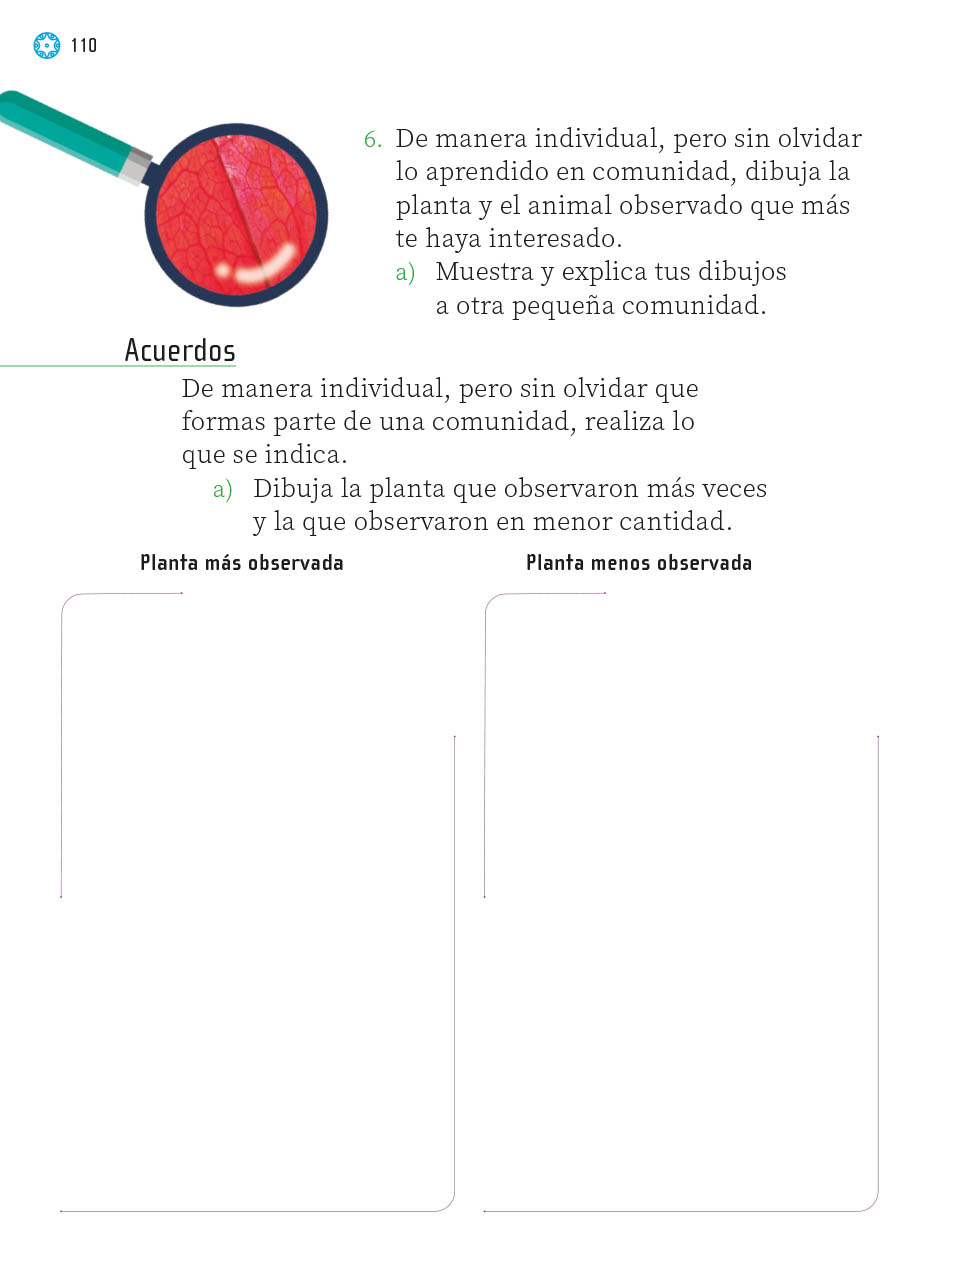 110
6. De manera individual, pero sin olvidar
lo aprendido en comunidad, dibuja la
planta y el animal observado que más
te haya interesado.
a) Muestra y explica tus dibujos
a otra pequeña comunidad.
Acuerdos
De manera individual, pero sin olvidar que
formas parte de una comunidad, realiza lo
que se indica.
a) Dibuja la planta que observaron más veces
y la que observaron en menor cantidad.
Planta más observada
Planta menos observada